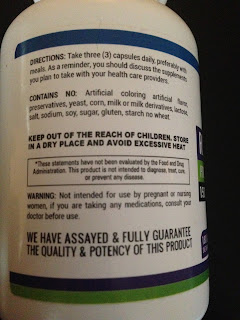 DIRECTIONS: Take three (3) capsules daily, preferably with
meals. As a reminder, you should discuss the supplements
you plan to take with your health care providers.
CONTAINS NO: Artificial coloring artificial flavor,
preservatives, yeast, corn, milk or milk derivatives, lactose,
salt, sodium, soy, sugar, gluten, starch no wheat
KEEP OUT OF THE REACH OF CHILDREN. STORE
IN A DRY PLACE AND AVOID EXCESSIVE HEAT
*These statements have not been evaluated by the Food and Drug
Administration. This product is not intended to diagnose, treat, cure,
or prevent any disease.
WARNING: Not intended for use by pregnant or nursing
women, if you are taking any medications, consult your
doctor before use.
WE HAVE ASSAYED & FULLY GUARANTEE
THE QUALITY & POTENCY OF THIS PRODUCT